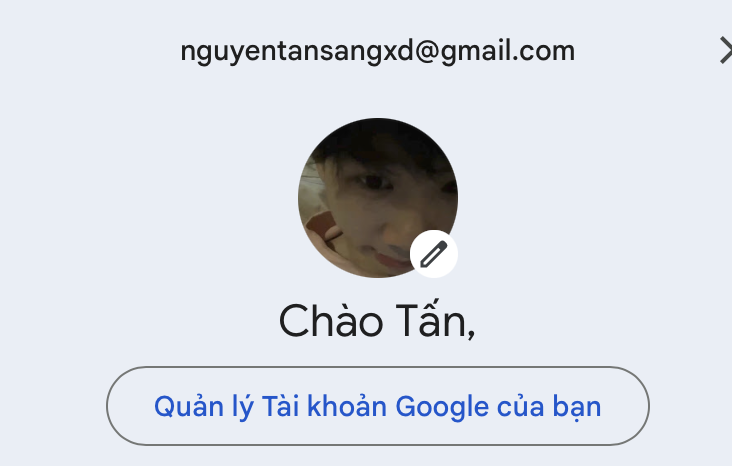 nguyentansangxd@gmail.com
Chào Tấn,
Quản lý Tài khoản Google của bạn